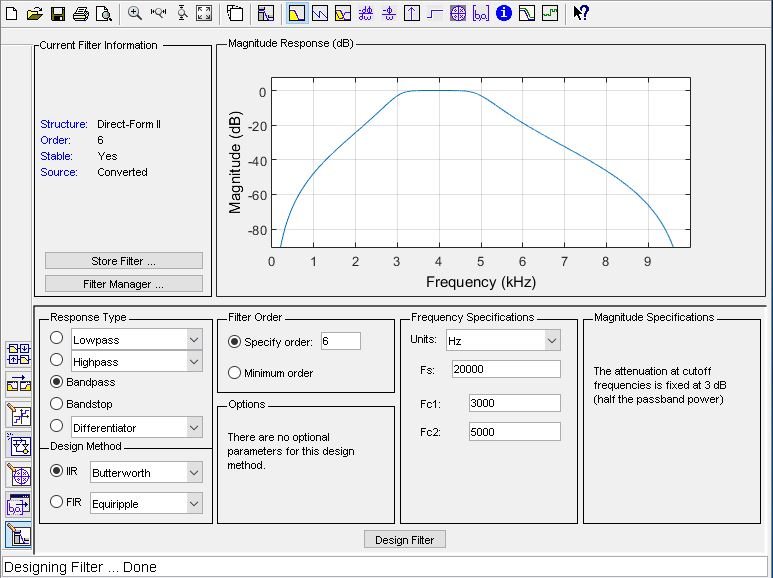 Current Filter Information
Structure: Direct-Form II
Order: 6
Stable: Yes
Source: Converted
Store Filter ...
Filter Manager ...
Magnitude Response (dB)
Magnitude (dB)
0
-20
-40
-60
-80
0 1 2 3 4 5 6 7 8 9
Frequency (kHz)
Response Type
Lowpass
Highpass
Bandpass
Bandstop
Differentiator
Design Method
IIR Butterworth
FIR Equiripple
Filter Order
Specify order: 6
Minimum order
Options
There are no optional
parameters for this design
method.
Frequency Specifications
Units: Hz
Fs: 20000
Fc1: 3000
Fc2: 5000
Magnitude Specifications
The attenuation at cutoff
frequencies is fixed at 3 dB
(half the passband power)
Design Filter
Designing Filter ... Done